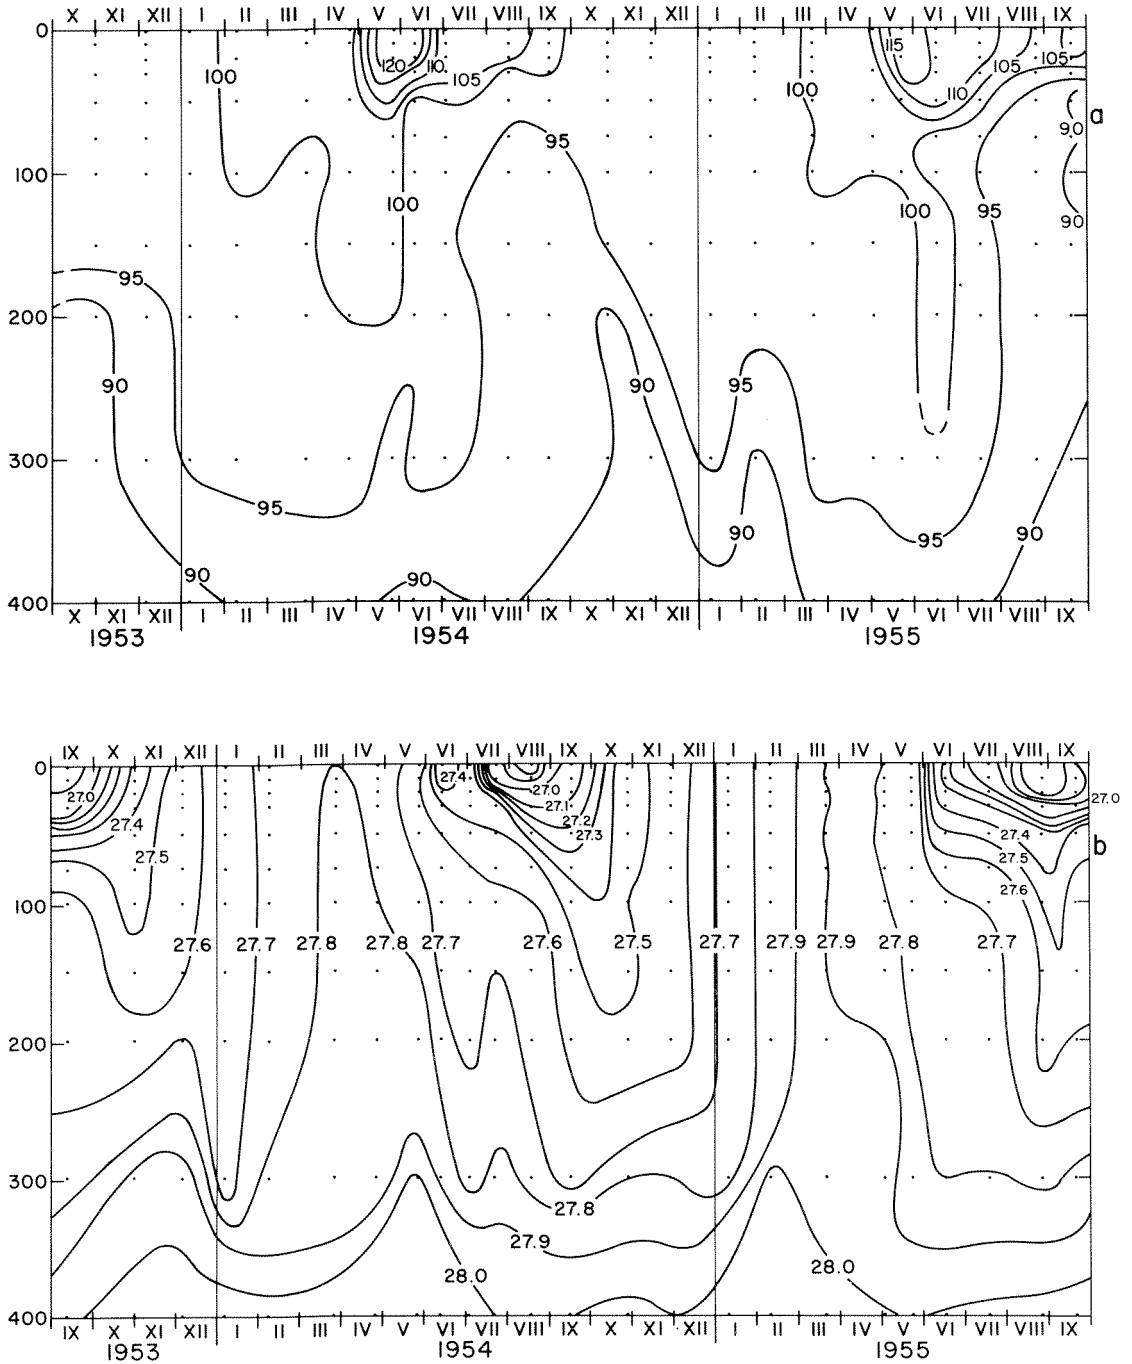 X XI XII I II III IV V VI VII VIII IX X XI XII I II III IV V VI VII VIII IX
0 120 110 115 105
100 105 100 105
110 a
90
95
100
100 100 95 90
95
200
90 90 95
300
95 90 95 90
90 90
400
X XI XII I II III IV V VI VII VIII IX X XI XII I II III IV V VI VII VIII IX
1953 1954 1955
IX X XI XII I II III IV V VI VII VIII IX X XI XII I II III IV V VI VII VIII IX
0 27.4
27.0 27.0 27.0
27.1
27.4 27.2
27.3 27.4
27.5 27.5 b
27.6
100
27.6 27.7 27.8 27.8 27.7 27.6 27.5 27.7 27.9 27.9 27.8 27.7
200
300
27.8
27.9
28.0 28.0
400
IX X XI XII I II III IV V VI VII VIII IX X XI XII I II III IV V VI VII VIII IX
1953 1954 1955